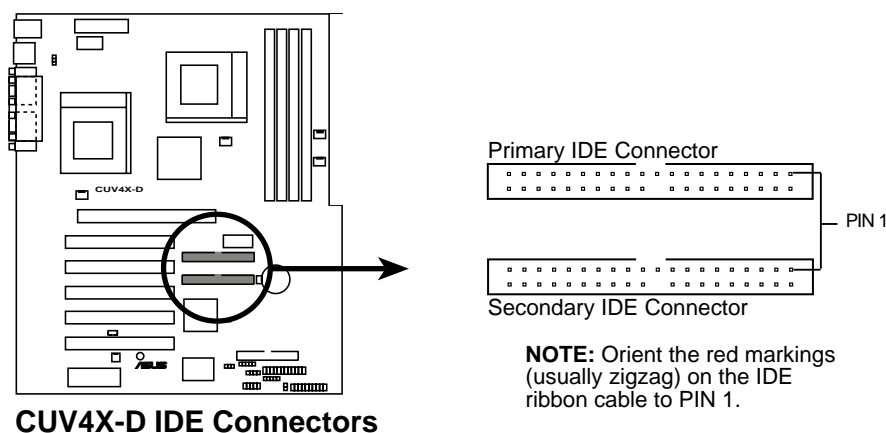 CUV4X-D
ASUS
CUV4X-D IDE Connectors
Primary IDE Connector
PIN 1
Secondary IDE Connector
NOTE: Orient the red markings
(usually zigzag) on the IDE
ribbon cable to PIN 1.